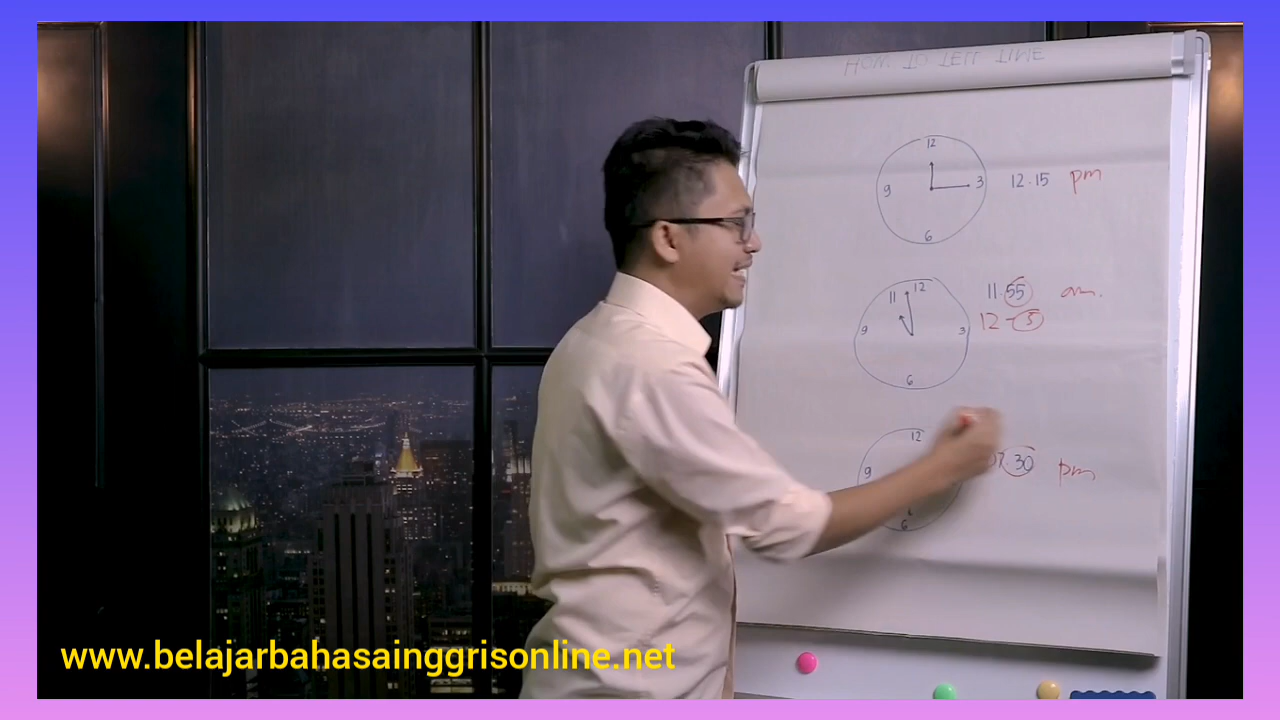 HOW TO TELL TIME
12
9 3
6
12.15 pm
11 12
9 3
6
11.55 am.
12 - 5
12
9
6
07.30 pm
www.belajarbahasainggrisonline.net